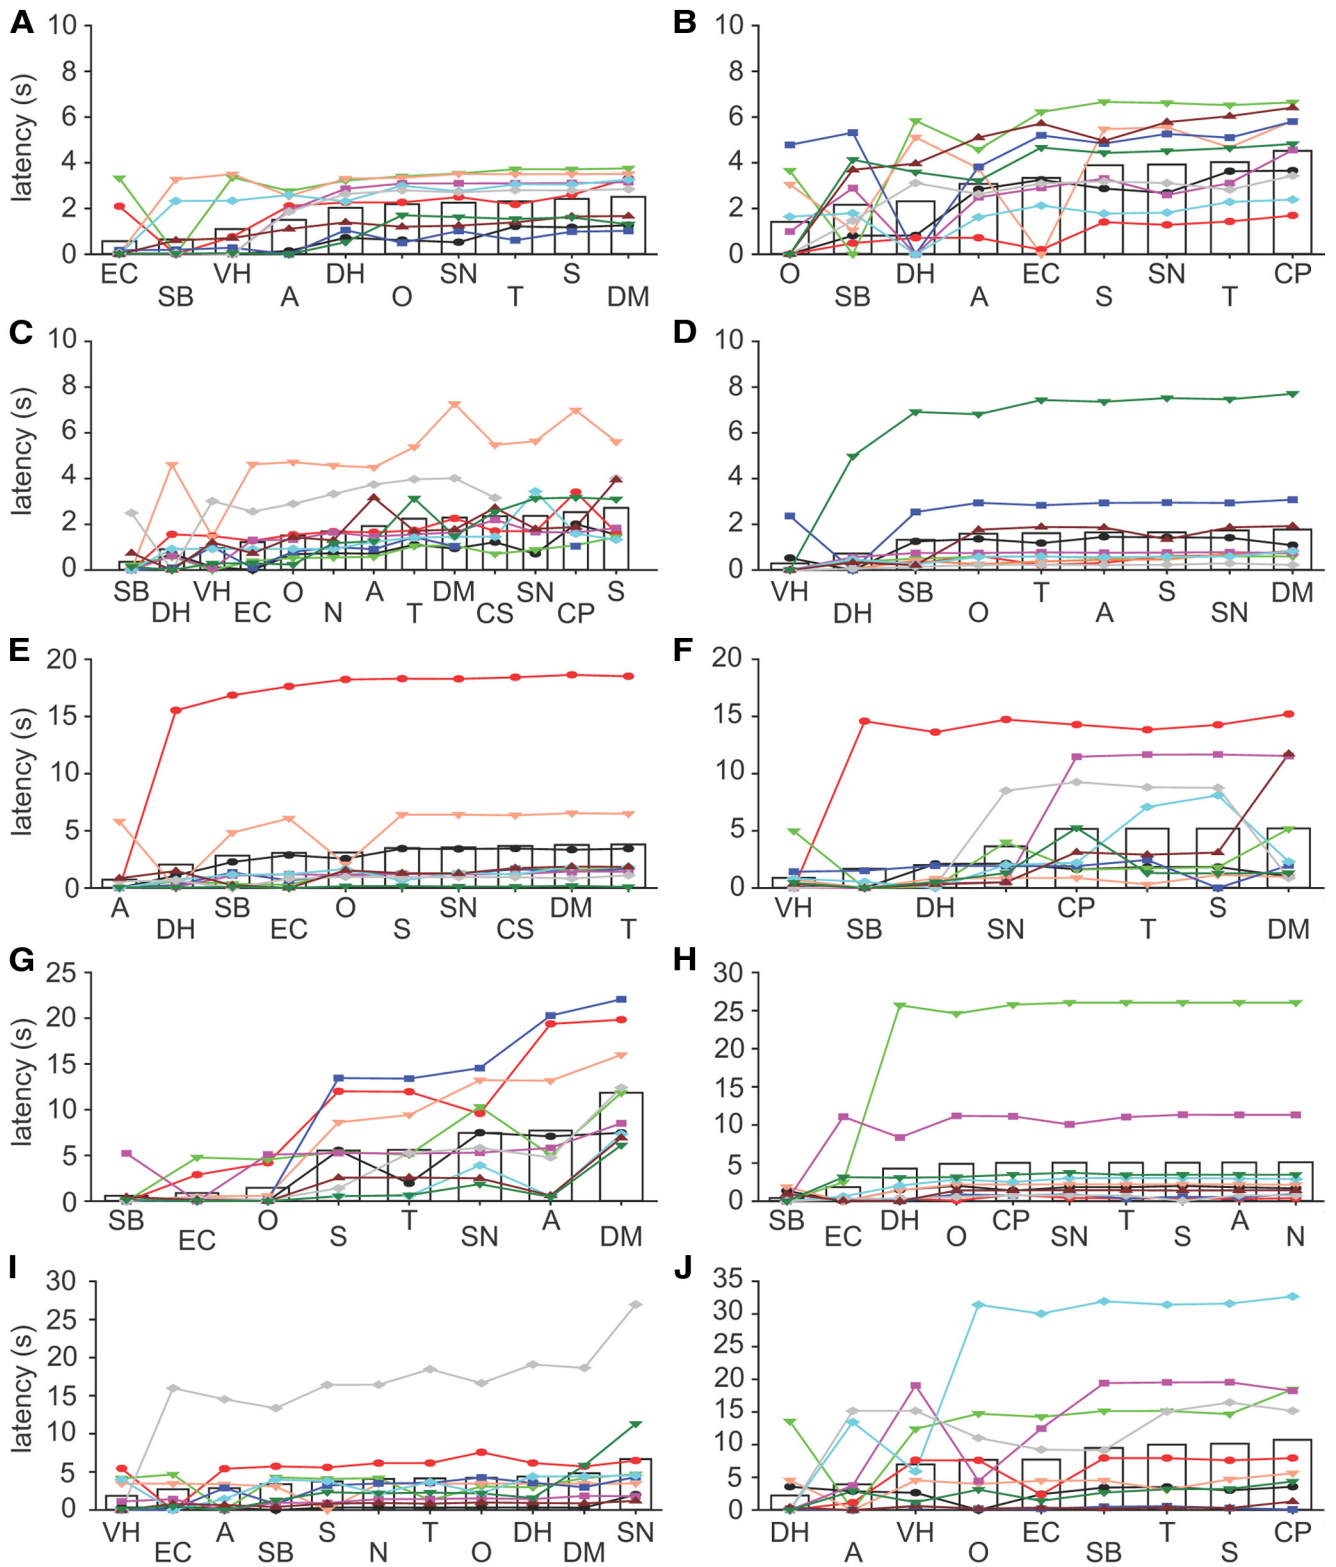 A
B
latency (s)
10
8
6
4
2
0
EC SB VH A DH O SN T S DM
10
8
6
4
2
0
O SB DH A EC S SN T CP
C
D
latency (s)
10
8
6
4
2
0
SB DH VH EC O N A T DM CS SN CP S
10
8
6
4
2
0
VH DH SB O T A S SN DM
E
F
latency (s)
20
15
10
5
0
A DH SB EC O S SN CS DM T
20
15
10
5
0
VH SB DH SN CP T S DM
G
H
latency (s)
25
20
15
10
5
0
SB EC O S T SN A DM
30
25
20
15
10
5
0
SB EC DH O CP SN T S A N
I
J
latency (s)
30
25
20
15
10
5
0
VH EC A SB S N T O DH DM SN
35
30
25
20
15
10
5
0
DH A VH O EC SB T S CP